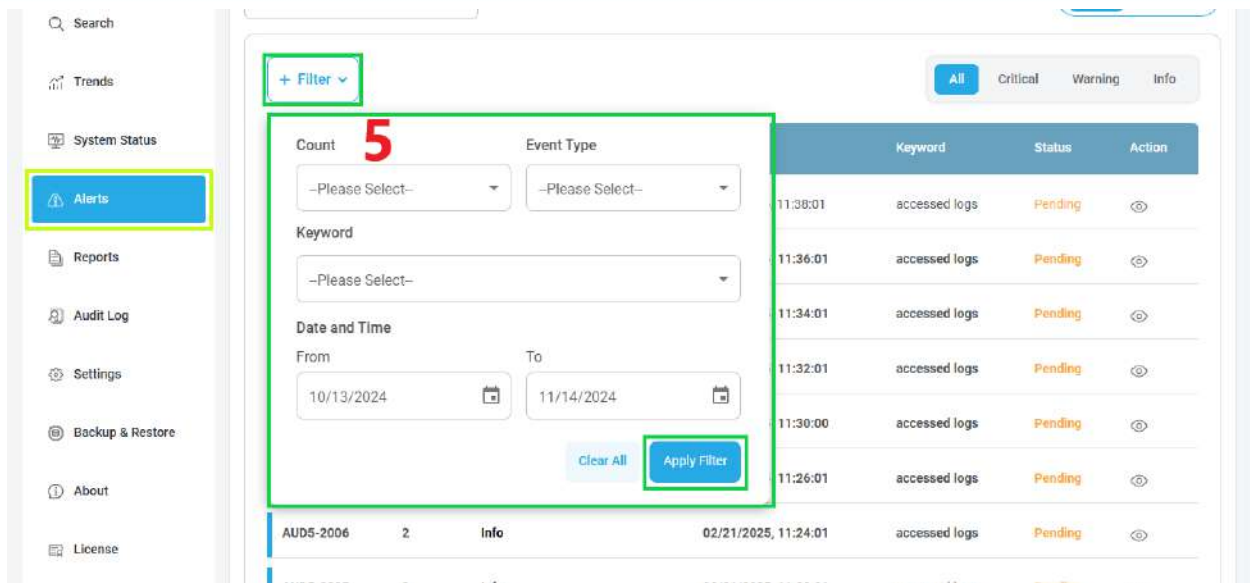 Search
Trends
System Status
Alerts
Reports
Audit Log
Settings
Backup & Restore
About
License
+ Filter
All Critical Warning Info
5
Count Event Type
--Please Select-- --Please Select--
Keyword
--Please Select--
Date and Time
From To
10/13/2024 11/14/2024
Clear All Apply Filter
Keyword Status Action
11:38:01 accessed logs Pending
11:36:01 accessed logs Pending
11:34:01 accessed logs Pending
11:32:01 accessed logs Pending
11:30:00 accessed logs Pending
11:26:01 accessed logs Pending
AUD5-2006 2 Info 02/21/2025, 11:24:01 accessed logs Pending